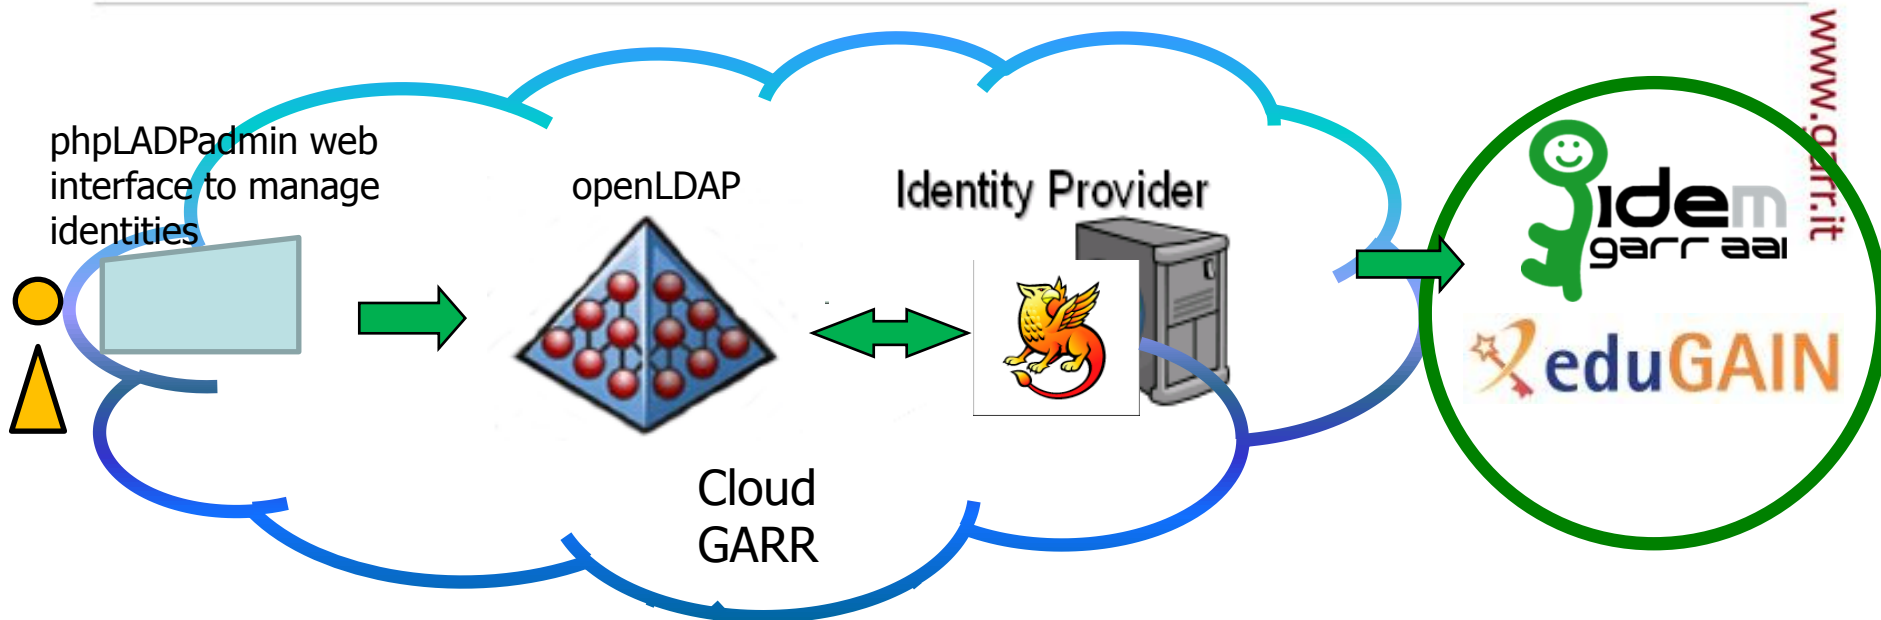 www.garr.it
phpLADPadmin web
interface to manage
identities
openLDAP
Identity Provider
idem
garr aai
eduGAIN
Cloud
GARR